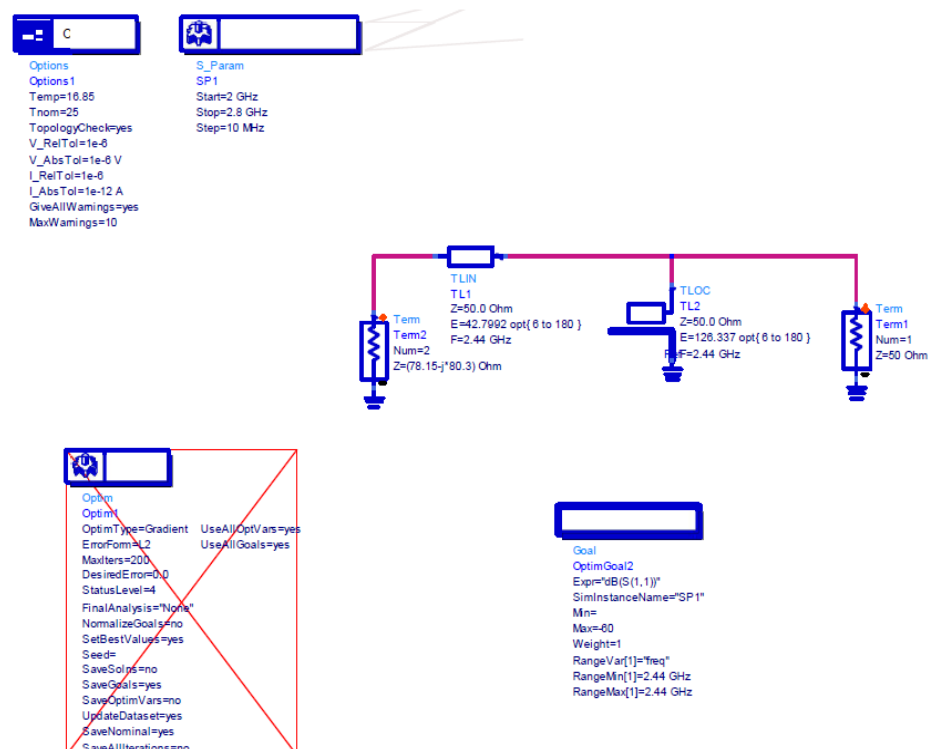 C
Options
Options1
Temp=16.85
Tnom=25
TopologyCheck=yes
V_RelTol=1e-6
V_AbsTol=1e-6 V
I_RelTol=1e-6
I_AbsTol=1e-12 A
GiveAllWarnings=yes
MaxWarnings=10
S_Param
SP1
Start=2 GHz
Stop=2.8 GHz
Step=10 MHz
Term
Term2
Num=2
Z=(78.15-j*80.3) Ohm
TLIN
TL1
Z=50.0 Ohm
E=42.7992 opt{ 6 to 180 }
F=2.44 GHz
TLOC
TL2
Z=50.0 Ohm
E=126.337 opt{ 6 to 180 }
F=2.44 GHz
Term
Term1
Num=1
Z=50 Ohm
Optim
Optim1
OptimType=Gradient UseAllOptVars=yes
ErrorForm=L2 UseAllGoals=yes
MaxIters=200
DesiredError=0.0
StatusLevel=4
FinalAnalysis="None"
NormalizeGoals=no
SetBestValues=yes
Seed=
SaveSolns=no
SaveGoals=yes
SaveOptimVars=no
UpdateDataset=yes
SaveNominal=yes
SaveAllIterations=no
Goal
OptimGoal2
Expr="dB(S(1,1))"
SimInstanceName="SP1"
Min=
Max=-60
Weight=1
RangeVar[1]="freq"
RangeMin[1]=2.44 GHz
RangeMax[1]=2.44 GHz